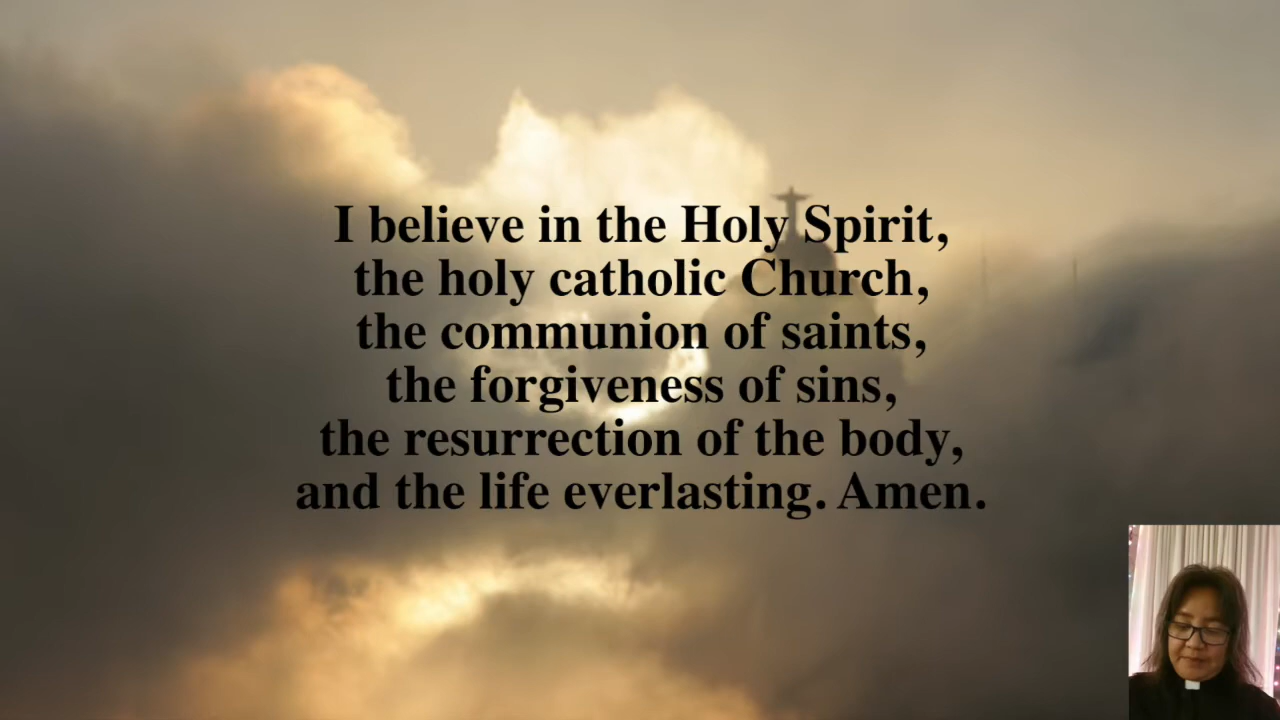 I believe in the Holy Spirit,
the holy catholic Church,
the communion of saints,
the forgiveness of sins,
the resurrection of the body,
and the life everlasting. Amen.